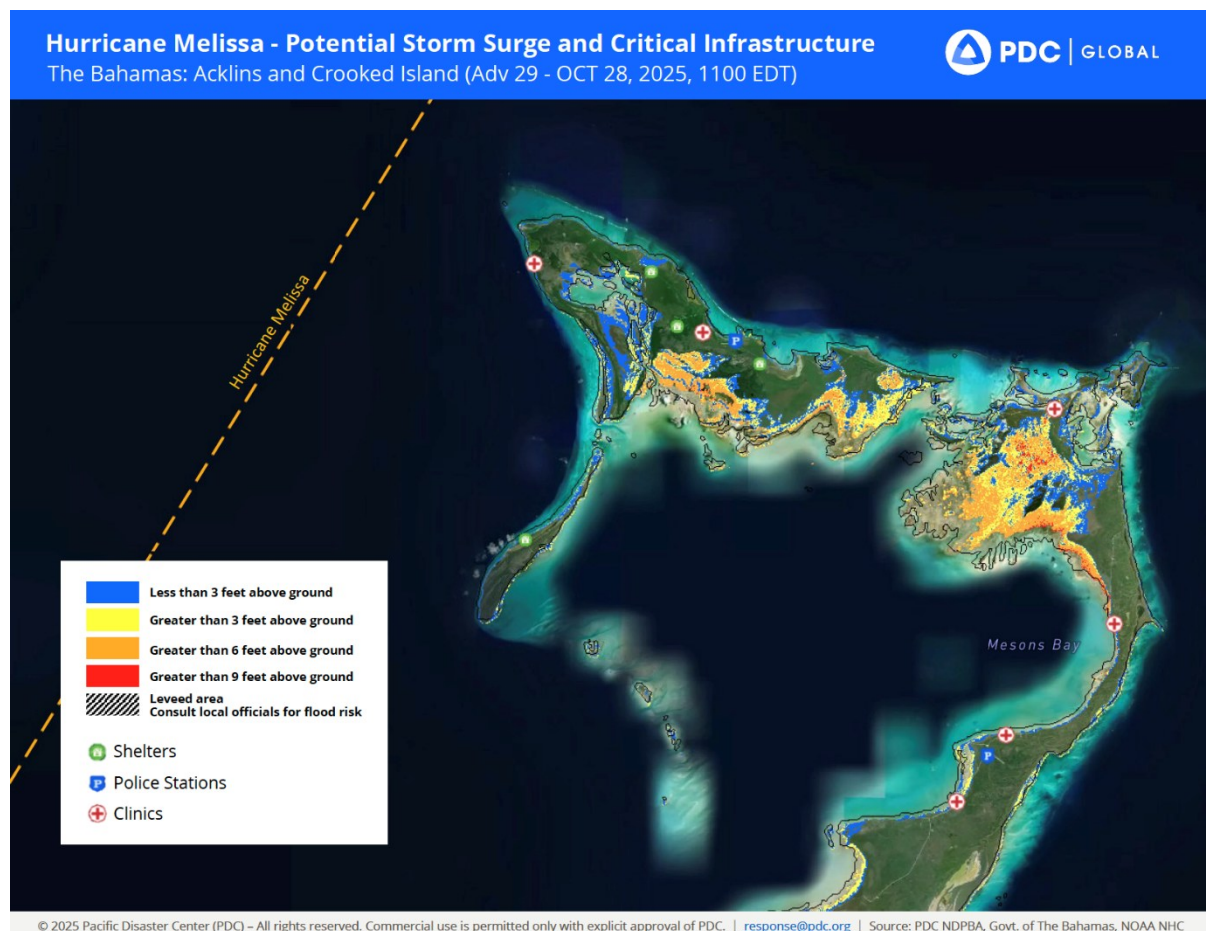 Hurricane Melissa - Potential Storm Surge and Critical Infrastructure
The Bahamas: Acklins and Crooked Island (Adv 29 - OCT 28, 2025, 1100 EDT)
PDC | GLOBAL
Hurricane Melissa
P
Mesons Bay
P
Less than 3 feet above ground
Greater than 3 feet above ground
Greater than 6 feet above ground
Greater than 9 feet above ground
Leveed area
Consult local officials for flood risk
Shelters
P Police Stations
Clinics
© 2025 Pacific Disaster Center (PDC) – All rights reserved. Commercial use is permitted only with explicit approval of PDC. | response@pdc.org | Source: PDC NDPBA, Govt. of The Bahamas, NOAA NHC